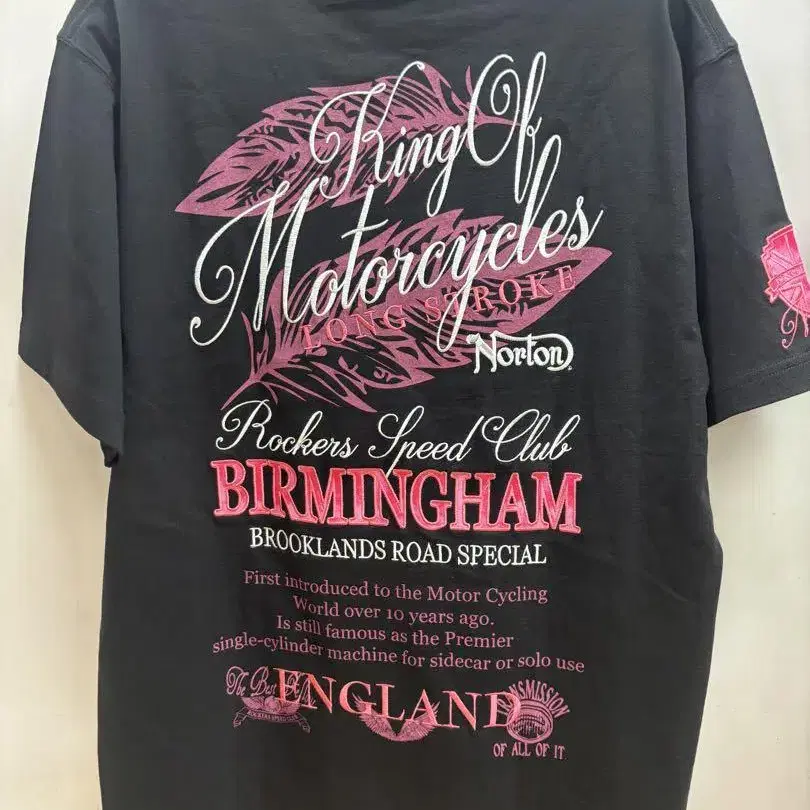 King Of
Motorcycles
LONG STROKE
Norton
Rockers Speed Club
BIRMINGHAM
BROOKLANDS ROAD SPECIAL
First introduced to the Motor Cycling
World over 10 years ago.
Is still famous as the Premier
single-cylinder machine for sidecar or solo use
The Best
ENGLAND
OF ALL OF IT